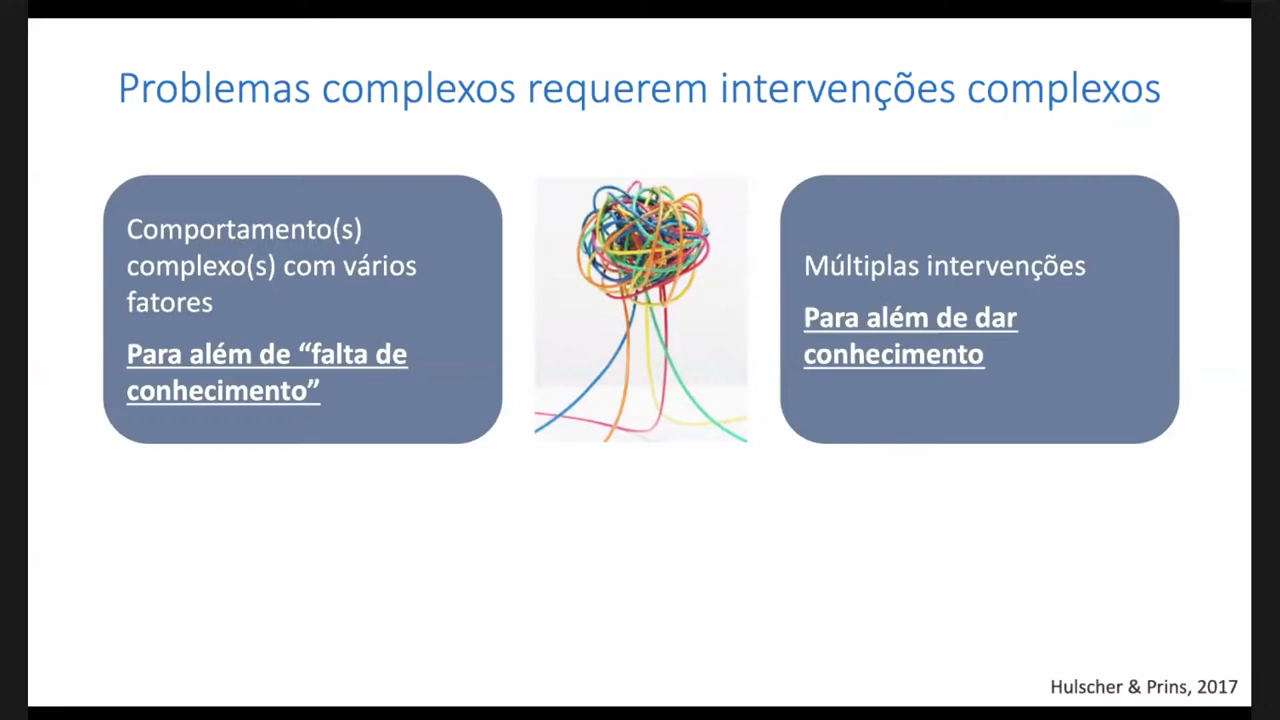 Problemas complexos requerem intervenções complexos
Comportamento(s)
complexo(s) com vários
fatores
Para além de “falta de
conhecimento”
Múltiplas intervenções
Para além de dar
conhecimento
Hulscher & Prins, 2017